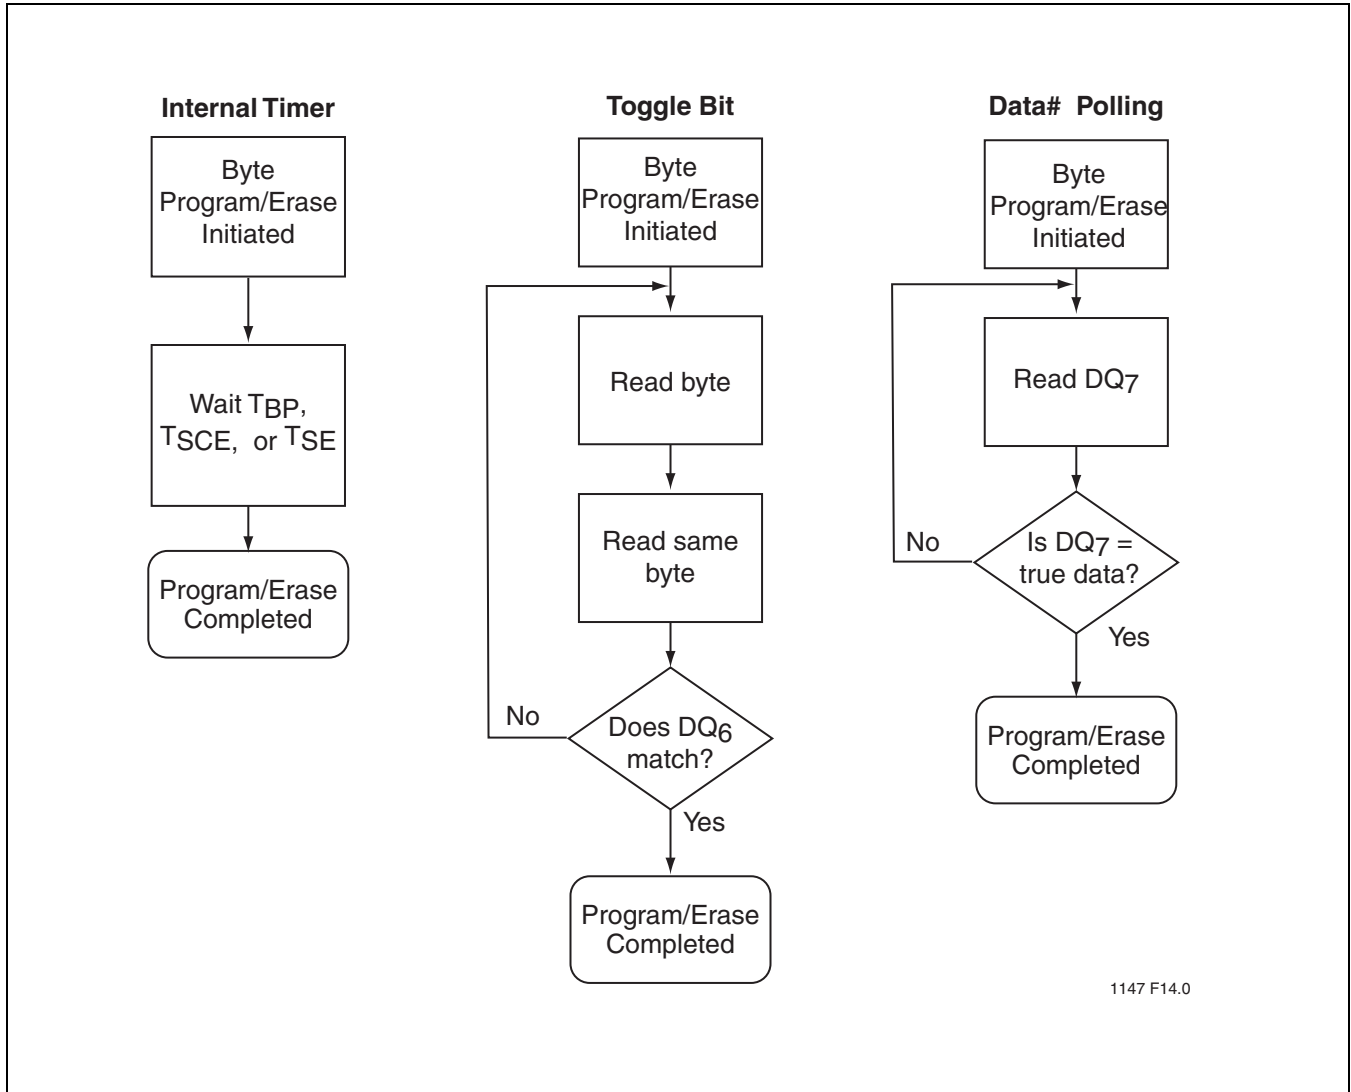 Internal Timer
Byte
Program/Erase
Initiated
Wait TBP,
TSCE, or TSE
Program/Erase
Completed
Toggle Bit
Byte
Program/Erase
Initiated
Read byte
Read same
byte
Does DQ6
match?
No
Yes
Program/Erase
Completed
Data# Polling
Byte
Program/Erase
Initiated
Read DQ7
Is DQ7 =
true data?
No
Yes
Program/Erase
Completed
1147 F14.0